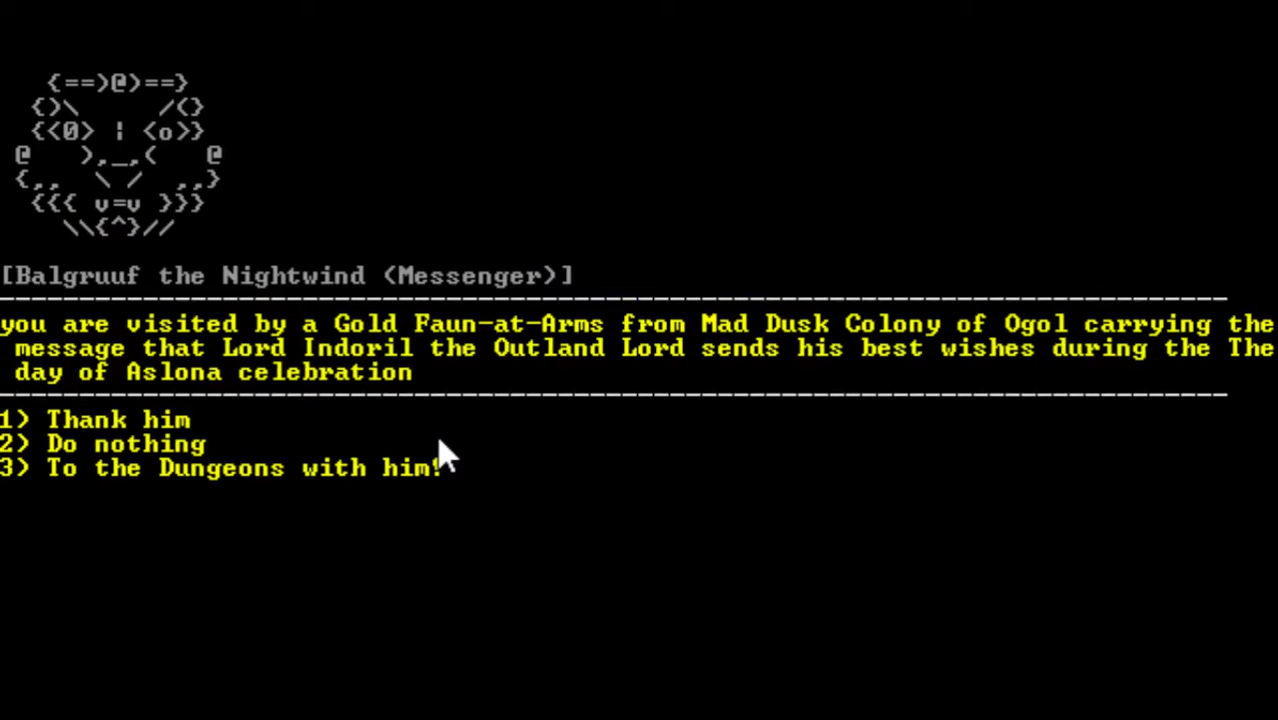 {==)@)==}
{}\ /{}
{<0> ¦ <o>}
@ ),_,( @
{,, \ / ,,}
{{{ v=v }}}
\\{^}//
[Balgruuf the Nightwind (Messenger)]
you are visited by a Gold Faun-at-Arms from Mad Dusk Colony of Ogol carrying the
message that Lord Indoril the Outland Lord sends his best wishes during the The
day of Aslona celebration
1) Thank him
2) Do nothing
3) To the Dungeons with him!